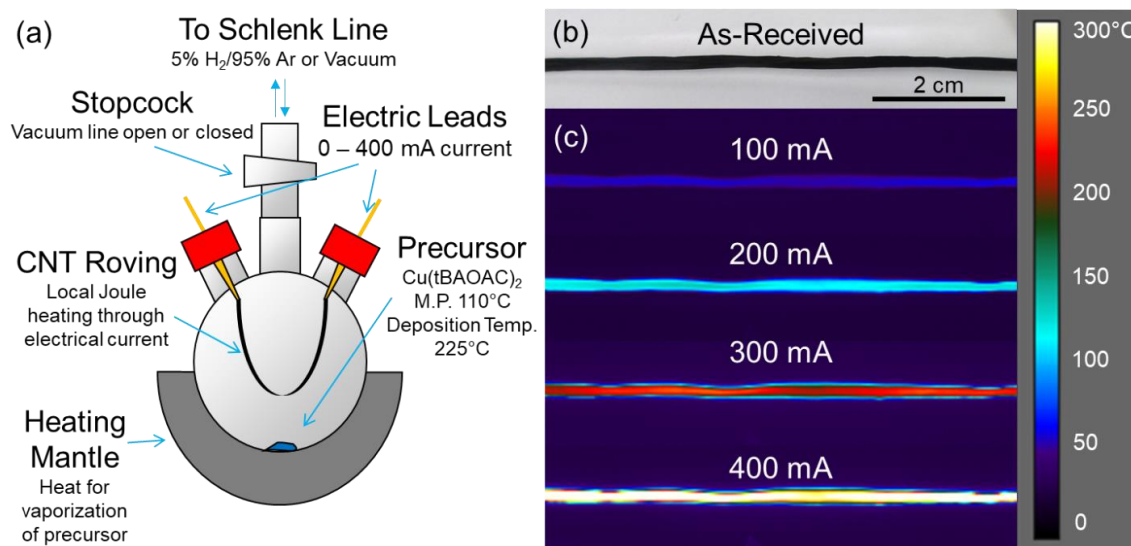 (a)
To Schlenk Line
5% H₂/95% Ar or Vacuum
Stopcock
Vacuum line open or closed
Electric Leads
0 – 400 mA current
CNT Roving
Local Joule
heating through
electrical current
Precursor
Cu(tBAOAC)₂
M.P. 110°C
Deposition Temp.
225°C
Heating
Mantle
Heat for
vaporization
of precursor
(b)
As-Received
2 cm
(c)
100 mA
200 mA
300 mA
400 mA
300°C
250
200
150
100
50
0